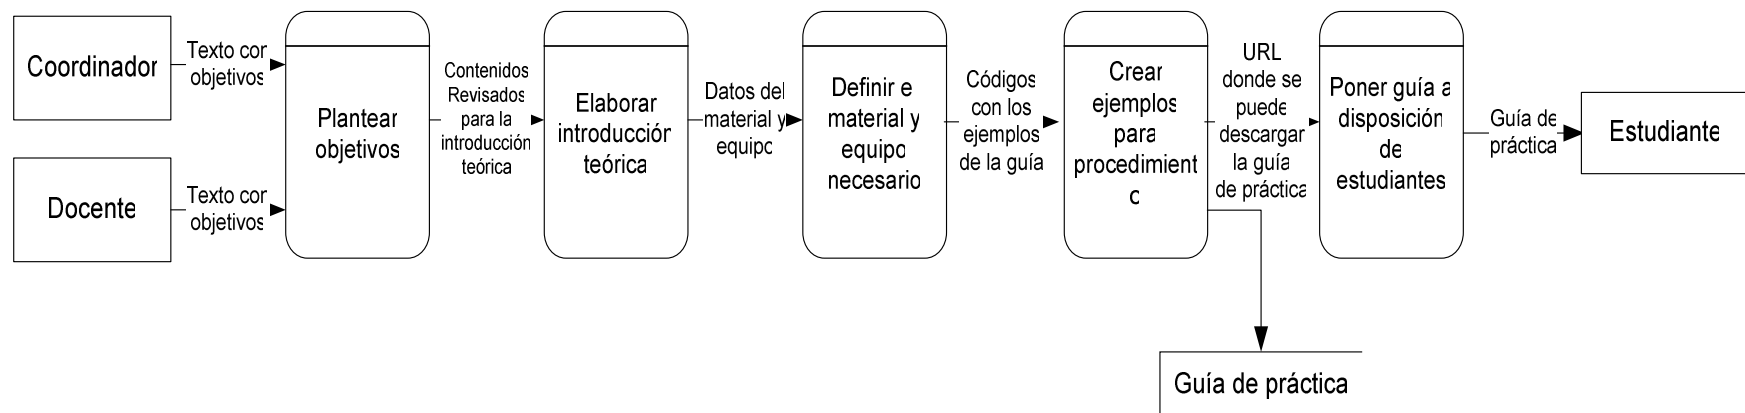 Coordinador
Texto con
objetivos
Docente
Texto con
objetivos
Plantear
objetivos
Contenidos
Revisados
para la
introducción
teórica
Elaborar
introducción
teórica
Datos del
material y
equipo
Definir el
material y
equipo
necesario
Códigos
con los
ejemplos
de la guía
Crear
ejemplos
para
procedimient
o
URL
donde se
puede
descargar
la guía
de práctica
Poner guía a
disposición
de
estudiantes
Guía de
práctica
Estudiante
Guía de práctica